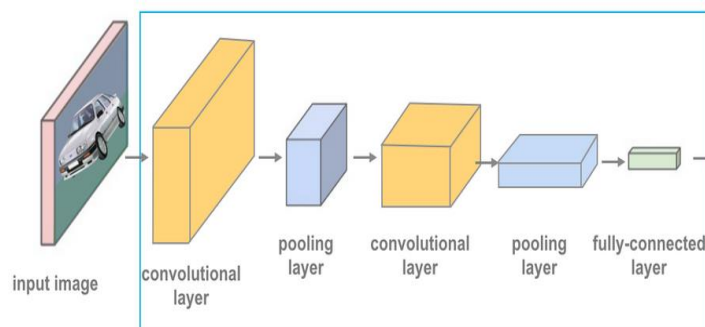 input image
convolutional
layer
pooling
layer
convolutional
layer
pooling
layer
fully-connected
layer